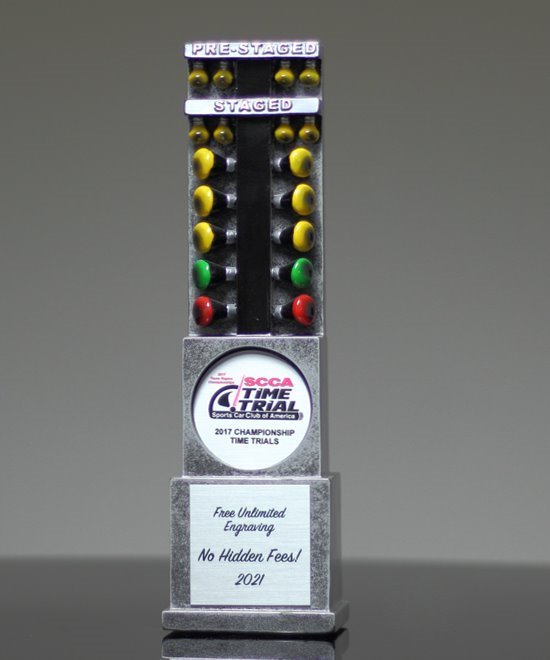 PRE-STAGED
STAGED
2017
SCCA
TiME
TRiAL
Sports Car Club of America
2017 CHAMPIONSHIP
TIME TRIALS
Free Unlimited
Engraving
No Hidden Fees!
2021